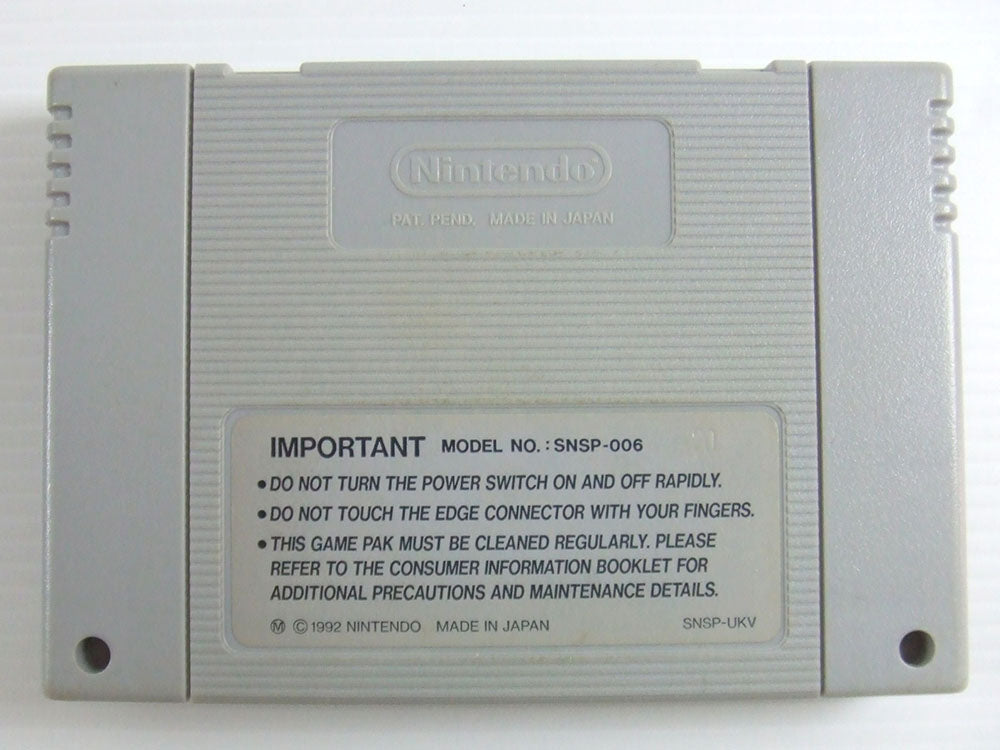 Nintendo®
PAT. PEND. MADE IN JAPAN
IMPORTANT MODEL NO.: SNSP-006
• DO NOT TURN THE POWER SWITCH ON AND OFF RAPIDLY.
• DO NOT TOUCH THE EDGE CONNECTOR WITH YOUR FINGERS.
• THIS GAME PAK MUST BE CLEANED REGULARLY. PLEASE
REFER TO THE CONSUMER INFORMATION BOOKLET FOR
ADDITIONAL PRECAUTIONS AND MAINTENANCE DETAILS.
Ⓜ © 1992 NINTENDO MADE IN JAPAN SNSP-UKV